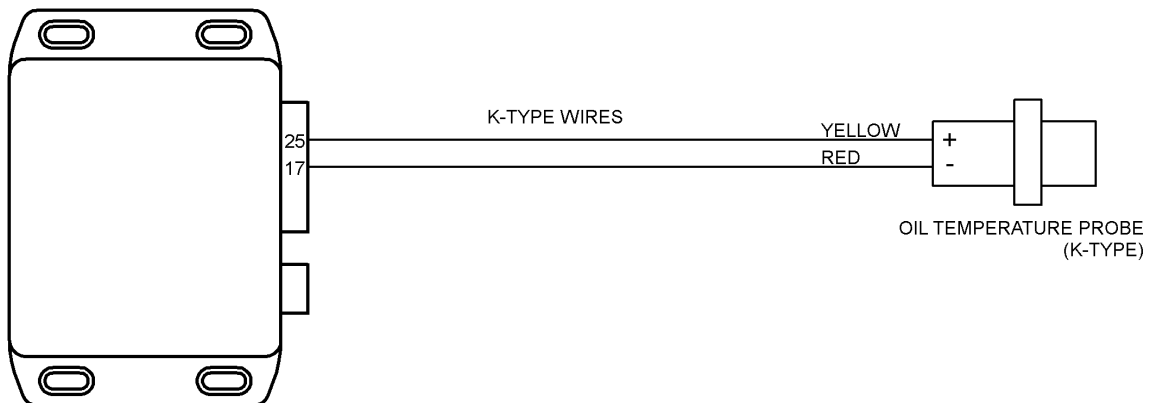 K-TYPE WIRES
YELLOW
25
+
RED
17
-
OIL TEMPERATURE PROBE
(K-TYPE)